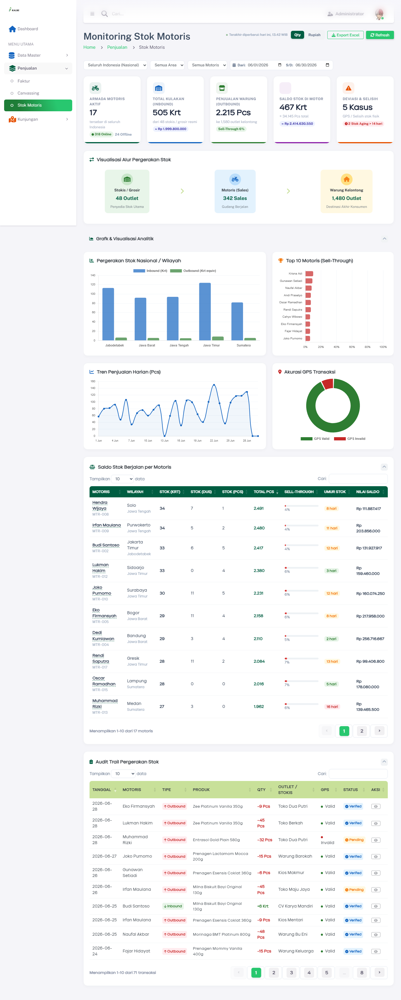 KALBE
Cari...
Administrator
Dashboard
MENU UTAMA
Data Master
Penjualan
Faktur
Canvassing
Stok Motoris
Kunjungan
Monitoring Stok Motoris
Terakhir diperbarui: hari ini, 13.42 WIB
Qty
Rupiah
Export Excel
Refresh
Home > Penjualan > Stok Motoris
Seluruh Indonesia (Nasional)
Semua Area
Semua Motoris
Dari: 06/01/2026
S/D: 06/30/2026
ARMADA MOTORIS
AKTIF
17
tersebar di seluruh
Indonesia
318 Online 24 Offline
TOTAL KULAKAN
(INBOUND)
505 Krt
dari 48 stokis / grosir resmi
≈ Rp 1.999.800.000
PENJUALAN WARUNG
(OUTBOUND)
2.215 Pcs
ke 1,580 outlet kelontong
Sell-Through 6%
SALDO STOK DI MOTOR
467 Krt
= 34.145 Pcs total
≈ Rp 2.414.630.550
DEVIASI & SELISIH
5 Kasus
GPS / Selisih stok fisik
2 Stok Aging > 14 hari
Visualisasi Alur Pergerakan Stok
Stokis / Grosir
48 Outlet
Penyedia Stok Utama
Motoris (Sales)
342 Sales
Gudang Berjalan
Warung Kelontong
1,480 Outlet
Destinasi Akhir Konsumen
Grafk & Visualisasi Analitik
Pergerakan Stok Nasional / Wilayah
Inbound (Krt) Outbound (Krt equiv)
140
120
100
80
60
40
20
0
Jabodetabek Jawa Barat Jawa Tengah Jawa Timur Sumatera
Top 10 Motoris (Sell-Through)
Krisna Adi
Gunawan Setiadi
Naufal Akbar
Andi Prasetyo
Oscar Ramadhan
Rendi Saputra
Cahyo Wibowo
Eko Firmansyah
Fajar Hidayat
Joko Purnomo
0% 20% 40% 60% 80% 100%
Tren Penjualan Harian (Pcs)
160
140
120
100
80
60
40
20
0
1 Jun 4 Jun 7 Jun 10 Jun 13 Jun 16 Jun 19 Jun 22 Jun 25 Jun 28 Jun
Akurasi GPS Transaksi
GPS Valid GPS Invalid
Saldo Stok Berjalan per Motoris
Tampilkan 10 data
Cari:
MOTORIS WILAYAH STOK (KRT) STOK (DUS) STOK (PCS) TOTAL PCS SELL-THROUGH UMUR STOK NILAI SALDO
Hendra
Wijaya
MTR-008
Solo
Jawa Tengah
34 7 1 2.491 4% 8 hari Rp 111.887.417
Irfan Maulana
MTR-009
Purwokerto
Jawa Tengah
34 5 2 2.480 4% 11 hari Rp
203.856.000
Budi Santoso
MTR-002
Jakarta
Timur
Jabodetabek
33 6 5 2.417 4% 12 hari Rp 131.927.917
Lukman
Hakim
MTR-012
Sidoarjo
Jawa Timur
33 0 4 2.380 6% 3 hari Rp
159.460.000
Joko
Purnomo
MTR-010
Surabaya
Jawa Timur
30 11 5 2.231 6% 12 hari Rp 160.074.250
Eko
Firmansyah
MTR-005
Bogor
Jawa Barat
29 11 4 2.158 6% 8 hari Rp 217.958.000
Dedi
Kurniawan
MTR-004
Bandung
Jawa Barat
29 3 4 2.110 5% 2 hari Rp 256.716.667
Rendi
Saputra
MTR-017
Gresik
Jawa Timur
28 11 2 2.084 7% 13 hari Rp 99.406.800
Oscar
Ramadhan
MTR-015
Lampung
Sumatera
28 0 0 2.016 7% 5 hari Rp
178.080.000
Muhammad
Rizki
MTR-013
Medan
Sumatera
27 3 0 1.962 6% 16 hari Rp
139.465.500
Menampilkan 1-10 dari 17 motoris
‹ 1 2 ›
Audit Trail Pergerakan Stok
Tampilkan 10 data
Cari:
TANGGAL MOTORIS TIPE PRODUK QTY OUTLET /
STOKIS GPS STATUS AKSI
2026-06-
28 Eko Firmansyah ↑ Outbound Zee Platinum Vanilla 350g -9 Pcs Toko Dua Putri Valid Verifed
2026-06-
28 Lukman Hakim ↑ Outbound Zee Platinum Vanilla 350g -45
Pcs Toko Berkah Valid Verifed
2026-06-
28 Muhammad
Rizki ↑ Outbound Entrasol Gold Plain 580g -32 Pcs Toko Dua Putri Invalid Pending
2026-06-27 Joko Purnomo ↑ Outbound Prenagen Lactamom Mocca
200g -15 Pcs Warung Barokah Valid Verifed
2026-06-
26 Gunawan
Setiadi ↑ Outbound Prenagen Esensis Coklat 360g -6 Pcs Kios Makmur Valid Verifed
2026-06-
26 Irfan Maulana ↑ Outbound Milna Biskuit Bayi Original
130g -45
Pcs Toko Maju Jaya Valid Pending
2026-06-25 Budi Santoso ↓ Inbound Milna Biskuit Bayi Original
130g +6 Krt CV Karya Mandiri Valid Verifed
2026-06-25 Irfan Maulana ↑ Outbound Prenagen Esensis Coklat 360g -9 Pcs Kios Mentari Valid Verifed
2026-06-25 Naufal Akbar ↑ Outbound Morinaga BMT Platinum 800g -48
Pcs Warung Bu Eni Valid Verifed
2026-06-
24 Fajar Hidayat ↑ Outbound Prenagen Mommy Vanilla
400g -15 Pcs Warung Keluarga Valid Verifed
Menampilkan 1-10 dari 71 transaksi
‹ 1 2 3 4 5 ... 8 ›